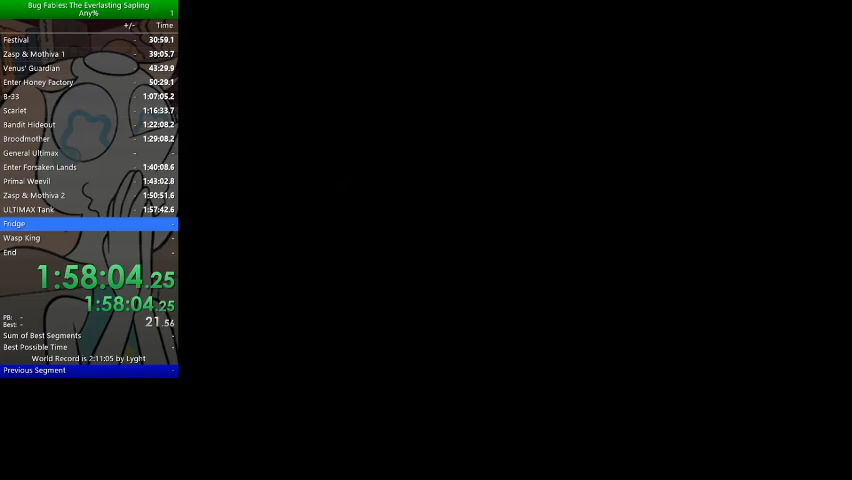 Bug Fables: The Everlasting Sapling
Any% 1
+/- Time
Festival - 30:59.1
Zasp & Mothiva 1 - 39:05.7
Venus' Guardian - 43:29.9
Enter Honey Factory - 50:29.1
B-33 - 1:07:05.2
Scarlet - 1:16:33.7
Bandit Hideout - 1:22:08.2
Broodmother - 1:29:08.2
General Ultimax - -
Enter Forsaken Lands - 1:40:08.6
Primal Weevil - 1:43:02.8
Zasp & Mothiva 2 - 1:50:51.6
ULTIMAX Tank - 1:57:42.6
Fridge -
Wasp King -
End -
1:58:04.25
1:58:04.25
PB: -
Best: - 21.56
Sum of Best Segments -
Best Possible Time -
World Record is 2:11:05 by Lyght
Previous Segment -